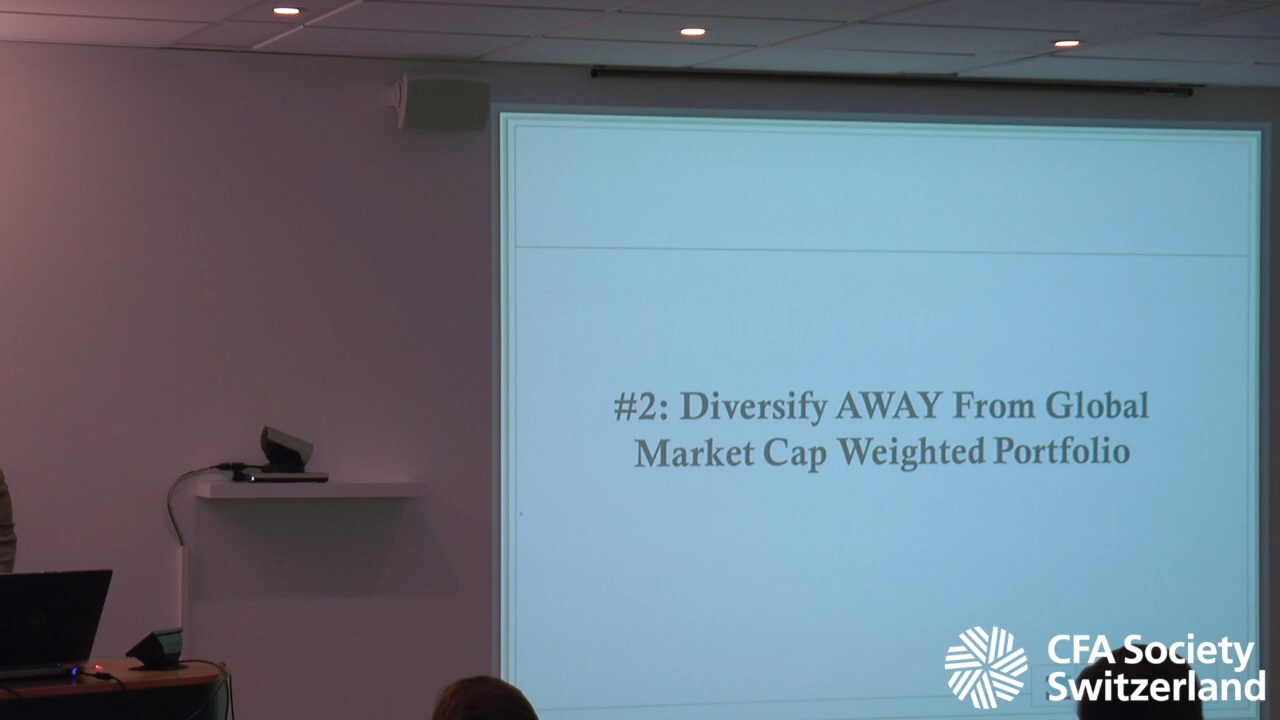 #2: Diversify AWAY From Global
Market Cap Weighted Portfolio
CFA Society
Switzerland